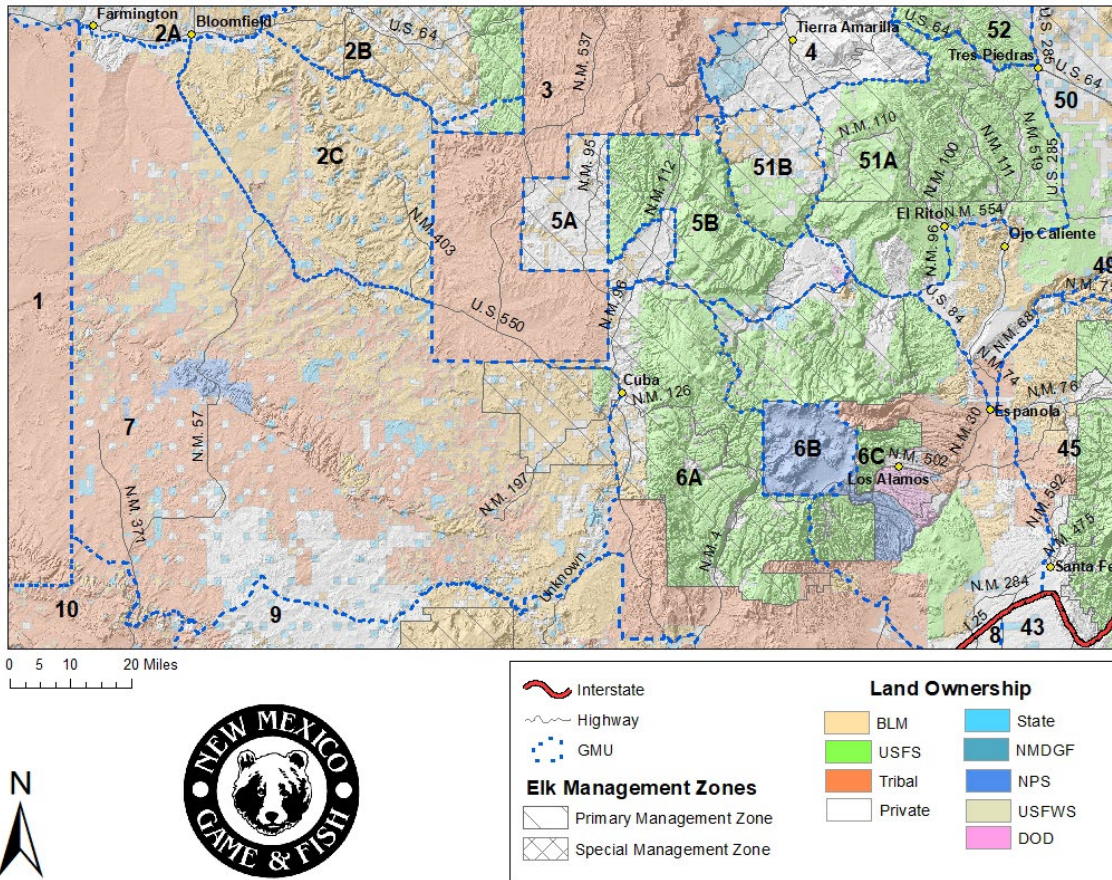 Farmington
2A
Bloomfield
2B
U.S. 64
N.M. 537
3
Tierra Amarilla
4
U.S. 64
52
U.S. 285
Tres Piedras
U.S. 64
50
2C
N.M. 95
N.M. 112
51B
N.M. 110
51A
N.M. 100
N.M. 111
N.M. 519
U.S. 285
N.M. 403
5A
5B
El Rito
N.M. 554
Ojo Caliente
N.M. 96
49
1
U.S. 550
N.M. 96
U.S. 84
N.M. 68
N.M. 74
Cuba
N.M. 126
N.M. 76
Espanola
7
N.M. 57
N.M. 197
6A
6B
6C
N.M. 502
N.M. 30
Los Alamos
45
N.M. 371
N.M. 4
N.M. 592
N.M. 475
Unknown
Santa Fe
N.M. 284
10
9
I 25
8
43
0 5 10 20 Miles
N
NEW MEXICO
GAME & FISH
Interstate
Highway
GMU
Elk Management Zones
Primary Management Zone
Special Management Zone
Land Ownership
BLM
USFS
Tribal
Private
State
NMDGF
NPS
USFWS
DOD